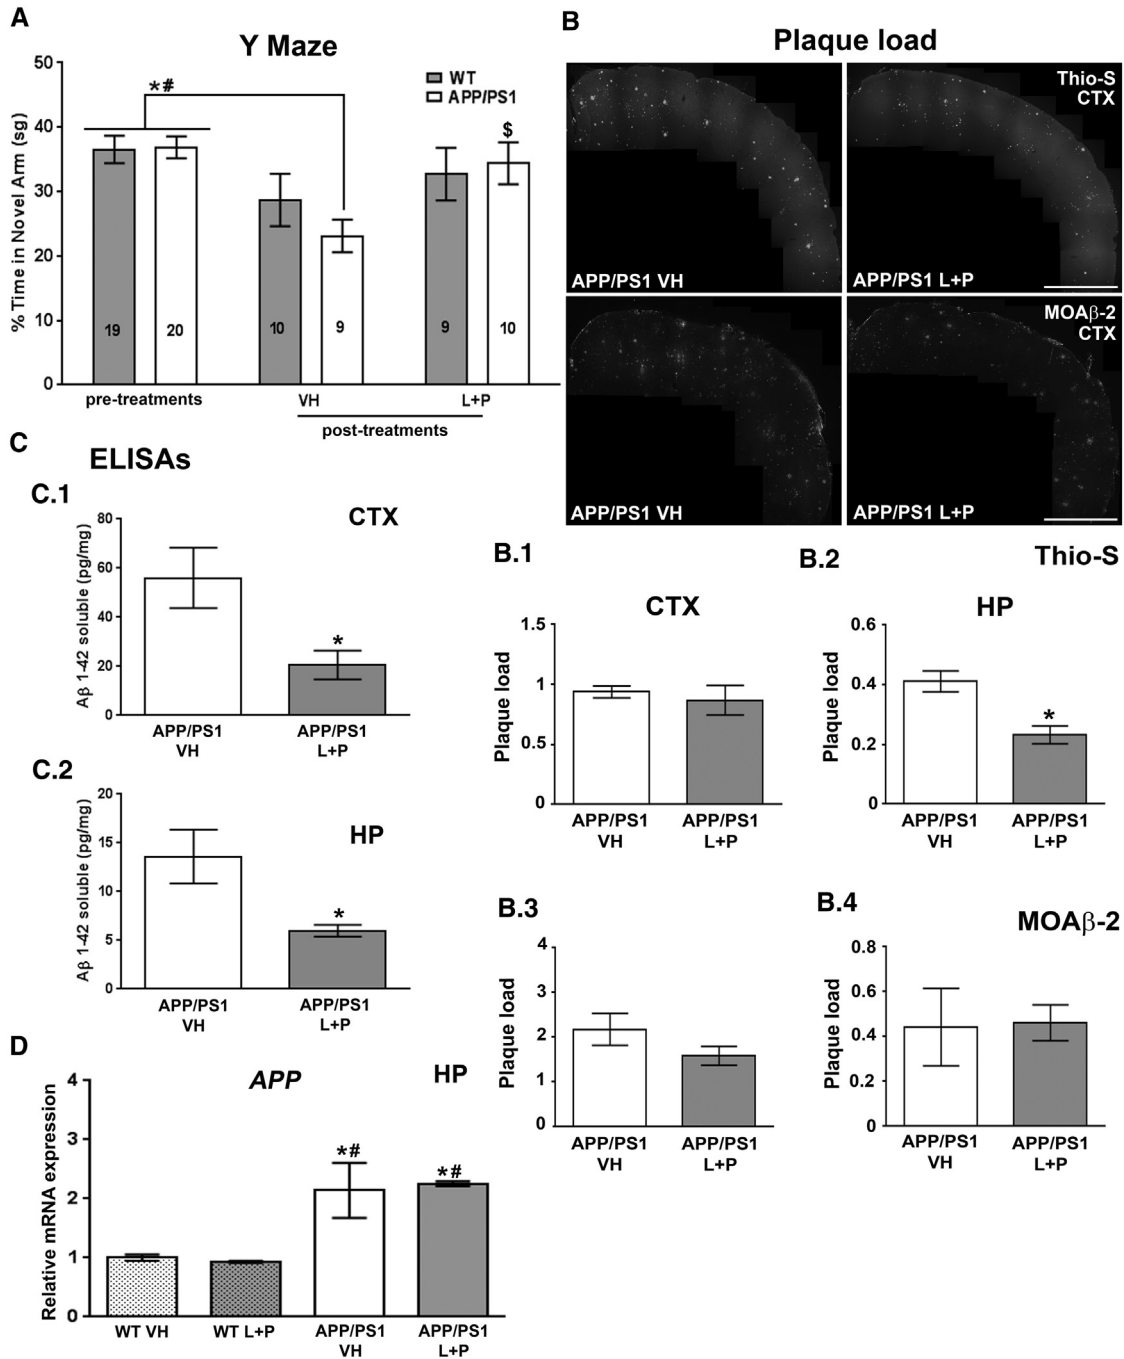 A
Y Maze
50
40
30
20
10
0
% Time in Novel Arm (sg)
*#
WT
APP/PS1
$
19
20
10
9
9
10
pre-treatments
VH
L+P
post-treatments
B
Plaque load
Thio-S
CTX
APP/PS1 VH
APP/PS1 L+P
MOAβ-2
CTX
APP/PS1 VH
APP/PS1 L+P
C
ELISAs
C.1
CTX
80
60
40
20
0
Aβ 1-42 soluble (pg/mg)
*
APP/PS1
VH
APP/PS1
L+P
C.2
HP
20
15
10
5
0
Aβ 1-42 soluble (pg/mg)
*
APP/PS1
VH
APP/PS1
L+P
B.1
CTX
1.5
1
0.5
0
Plaque load
APP/PS1
VH
APP/PS1
L+P
B.2
Thio-S
HP
0.6
0.4
0.2
0
Plaque load
*
APP/PS1
VH
APP/PS1
L+P
B.3
4
3
2
1
0
Plaque load
APP/PS1
VH
APP/PS1
L+P
B.4
MOAβ-2
0.8
0.6
0.4
0.2
0
Plaque load
APP/PS1
VH
APP/PS1
L+P
D
APP
HP
4
3
2
1
0
Relative mRNA expression
*#
*#
WT VH
WT L+P
APP/PS1
VH
APP/PS1
L+P